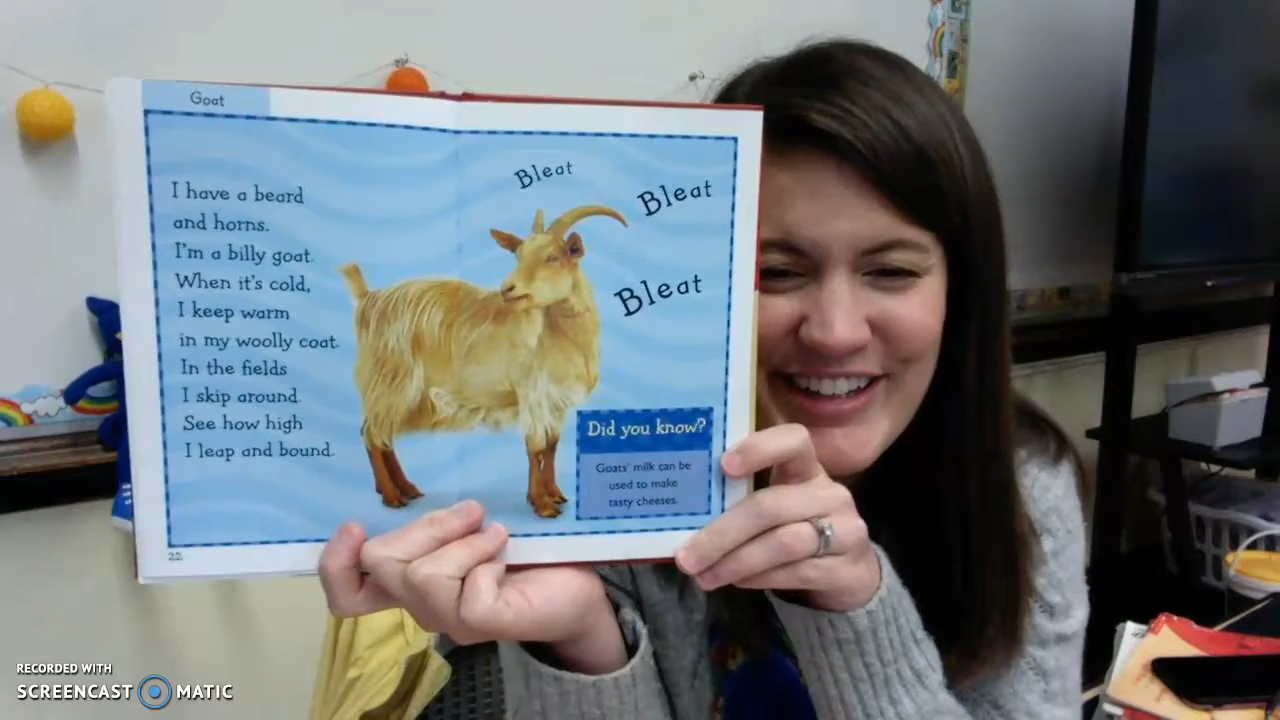 Goat
I have a beard
and horns.
I'm a billy goat.
When it's cold,
I keep warm
in my woolly coat.
In the fields
I skip around.
See how high
I leap and bound.
Bleat
Bleat
Bleat
Did you know?
Goats' milk can be
used to make
tasty cheeses.
22
RECORDED WITH
SCREENCAST MATIC